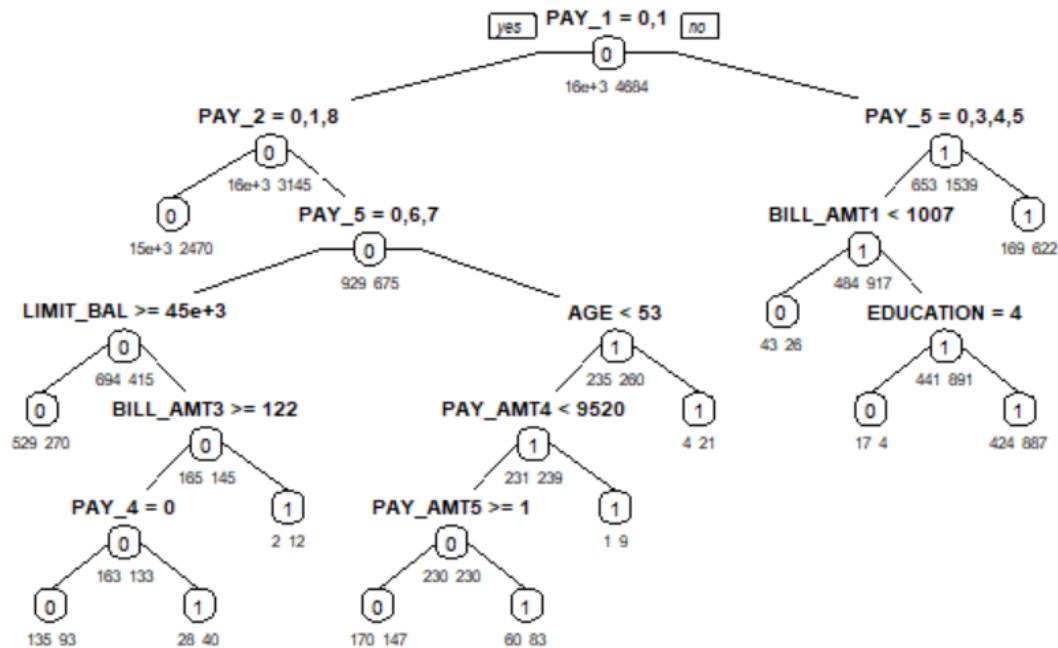 yes PAY_1 = 0,1 no
0
16e+3 4684
PAY_2 = 0,1,8 PAY_5 = 0,3,4,5
0 1
16e+3 3145 653 1539
0 PAY_5 = 0,6,7 BILL_AMT1 < 1007 1
15e+3 2470 0 1 169 622
929 675 484 917
LIMIT_BAL >= 45e+3 AGE < 53 0 EDUCATION = 4
0 1 43 26 1
694 415 235 260 441 891
0 BILL_AMT3 >= 122 PAY_AMT4 < 9520 1 0 1
529 270 0 1 4 21 17 4 424 887
165 145 231 239
PAY_4 = 0 1 PAY_AMT5 >= 1 1
0 2 12 0 1 9
163 133 230 230
0 1 0 1
135 93 28 40 170 147 60 83